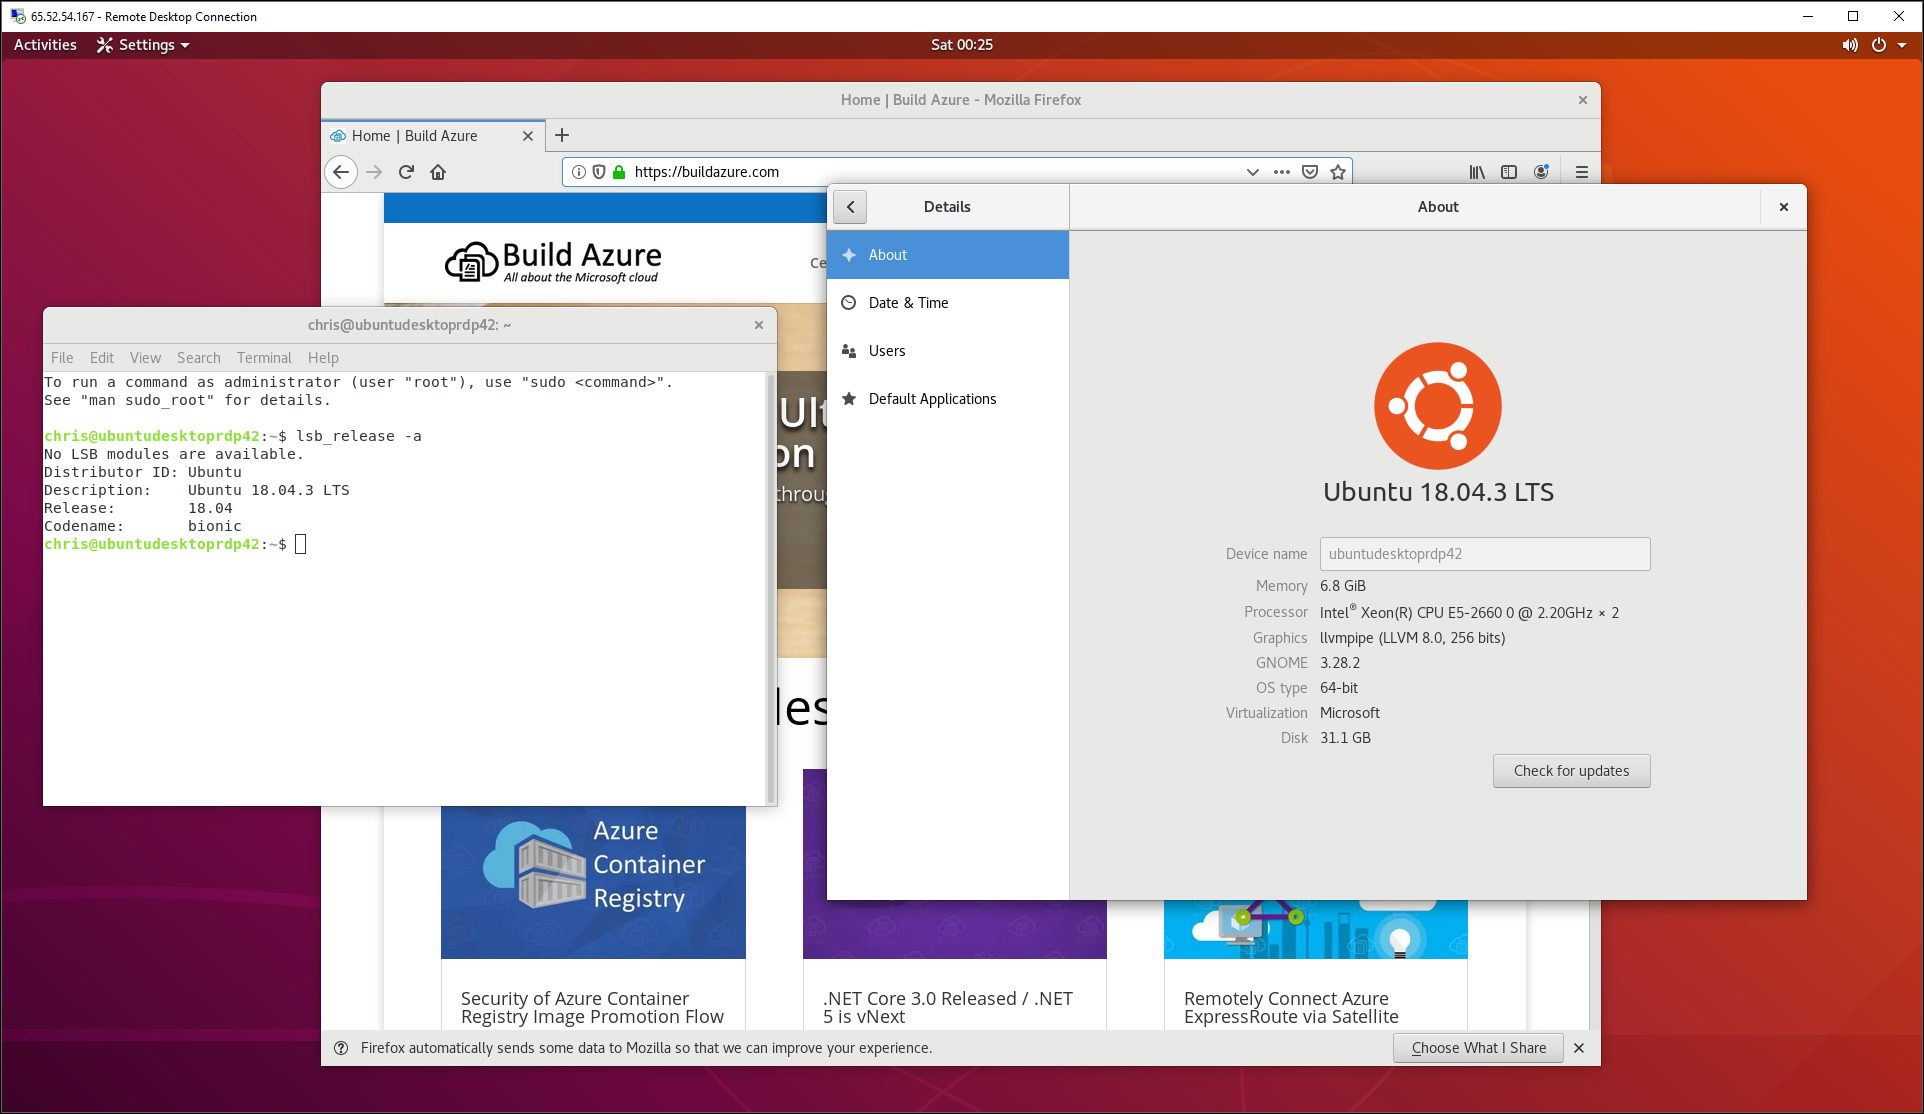 65.52.54.167 - Remote Desktop Connection
Activities Settings Sat 00:25
Home | Build Azure - Mozilla Firefox
Home | Build Azure
https://buildazure.com
Build Azure
All about the Microsoft cloud
Details
About
About
Date & Time
Users
Default Applications
Ubuntu 18.04.3 LTS
Device name ubuntudesktoprdp42
Memory 6.8 GiB
Processor Intel® Xeon(R) CPU E5-2660 0 @ 2.20GHz × 2
Graphics llvmpipe (LLVM 8.0, 256 bits)
GNOME 3.28.2
OS type 64-bit
Virtualization Microsoft
Disk 31.1 GB
Check for updates
chris@ubuntudesktoprdp42: ~
File Edit View Search Terminal Help
To run a command as administrator (user "root"), use "sudo <command>".
See "man sudo_root" for details.
chris@ubuntudesktoprdp42:~$ lsb_release -a
No LSB modules are available.
Distributor ID: Ubuntu
Description: Ubuntu 18.04.3 LTS
Release: 18.04
Codename: bionic
chris@ubuntudesktoprdp42:~$
Azure
Container
Registry
Security of Azure Container
Registry Image Promotion Flow
.NET Core 3.0 Released / .NET
5 is vNext
Remotely Connect Azure
ExpressRoute via Satellite
Firefox automatically sends some data to Mozilla so that we can improve your experience.
Choose What I Share